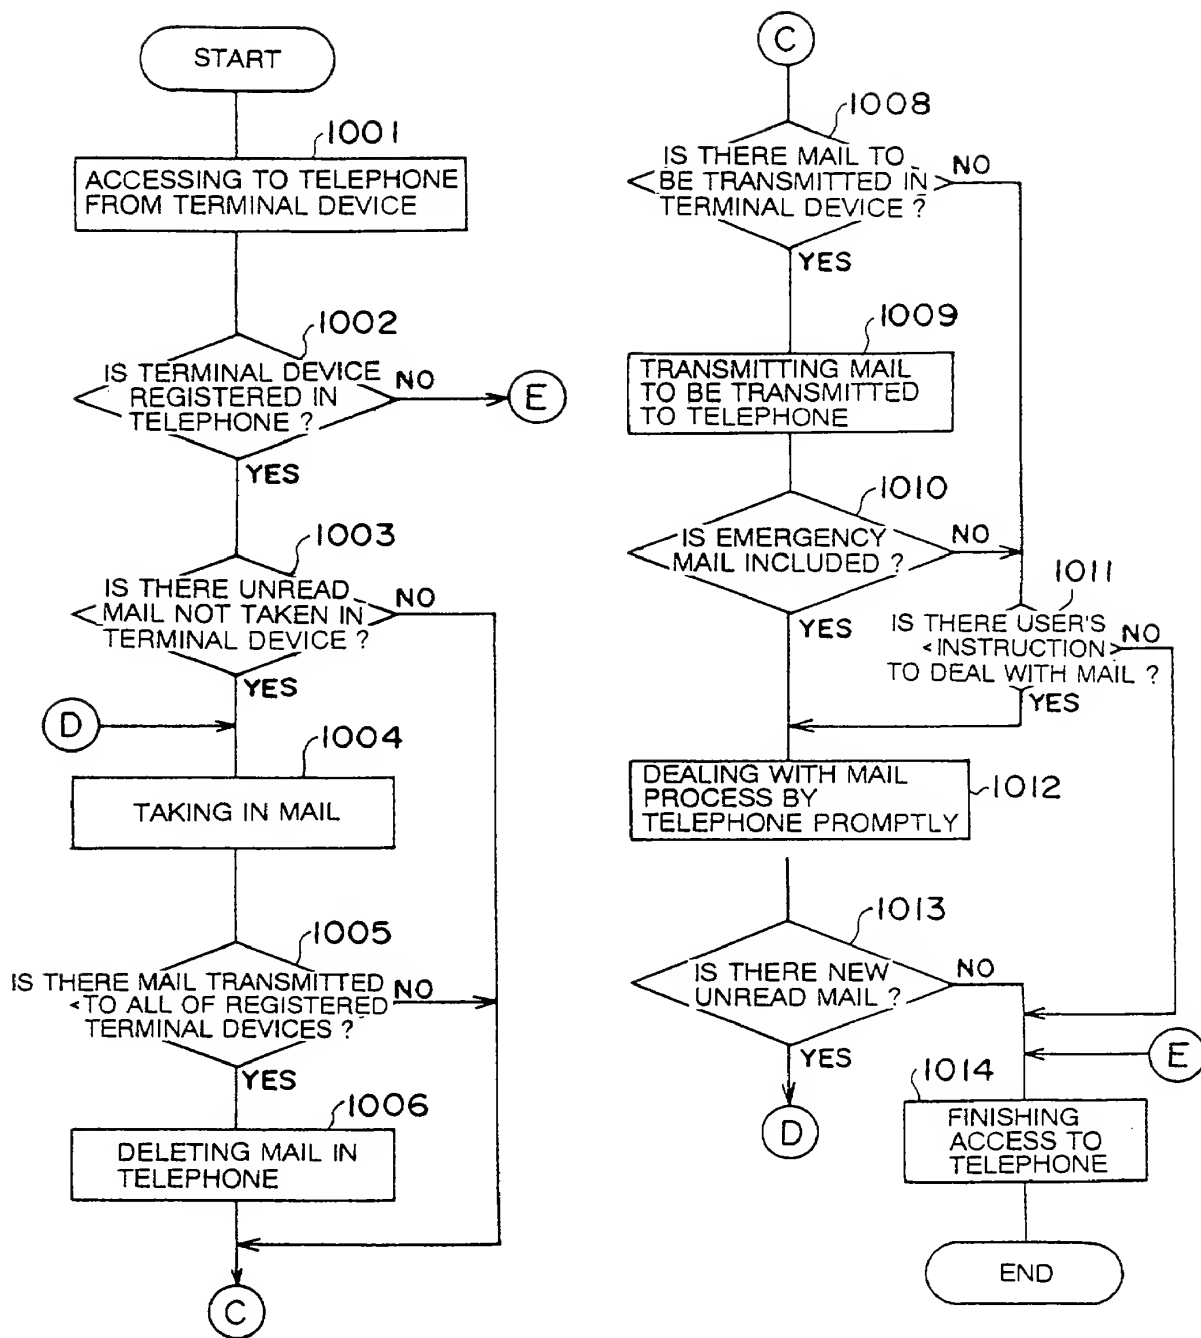 START
1001
ACCESSING TO TELEPHONE
FROM TERMINAL DEVICE
1002
IS TERMINAL DEVICE
REGISTERED IN
TELEPHONE ?
NO
E
YES
1003
IS THERE UNREAD
MAIL NOT TAKEN IN
TERMINAL DEVICE ?
NO
YES
D
1004
TAKING IN MAIL
1005
IS THERE MAIL TRANSMITTED
TO ALL OF REGISTERED
TERMINAL DEVICES ?
NO
YES
1006
DELETING MAIL IN
TELEPHONE
C
C
1008
IS THERE MAIL TO
BE TRANSMITTED IN
TERMINAL DEVICE ?
NO
YES
1009
TRANSMITTING MAIL
TO BE TRANSMITTED
TO TELEPHONE
1010
IS EMERGENCY
MAIL INCLUDED ?
NO
YES
1011
IS THERE USER'S
INSTRUCTION
TO DEAL WITH MAIL ?
NO
YES
DEALING WITH MAIL
PROCESS BY
TELEPHONE PROMPTLY
1012
1013
IS THERE NEW
UNREAD MAIL ?
NO
YES
D
E
1014
FINISHING
ACCESS TO
TELEPHONE
END